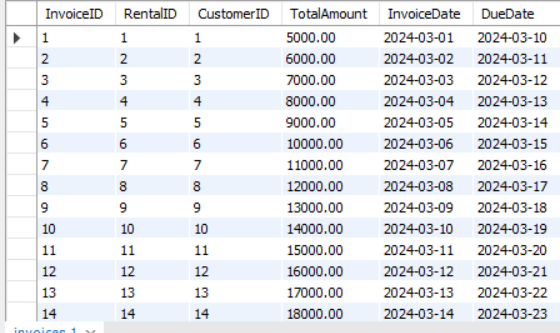 InvoiceID RentalID CustomerID TotalAmount InvoiceDate DueDate
1 1 1 5000.00 2024-03-01 2024-03-10
2 2 2 6000.00 2024-03-02 2024-03-11
3 3 3 7000.00 2024-03-03 2024-03-12
4 4 4 8000.00 2024-03-04 2024-03-13
5 5 5 9000.00 2024-03-05 2024-03-14
6 6 6 10000.00 2024-03-06 2024-03-15
7 7 7 11000.00 2024-03-07 2024-03-16
8 8 8 12000.00 2024-03-08 2024-03-17
9 9 9 13000.00 2024-03-09 2024-03-18
10 10 10 14000.00 2024-03-10 2024-03-19
11 11 11 15000.00 2024-03-11 2024-03-20
12 12 12 16000.00 2024-03-12 2024-03-21
13 13 13 17000.00 2024-03-13 2024-03-22
14 14 14 18000.00 2024-03-14 2024-03-23
invoices 1